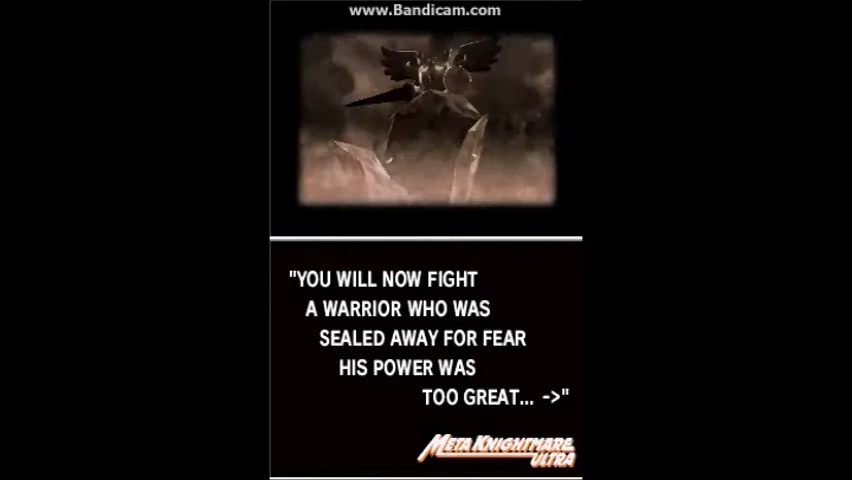 www.Bandicam.com
"YOU WILL NOW FIGHT
A WARRIOR WHO WAS
SEALED AWAY FOR FEAR
HIS POWER WAS
TOO GREAT... ->"
META KNIGHTMARE
ULTRA